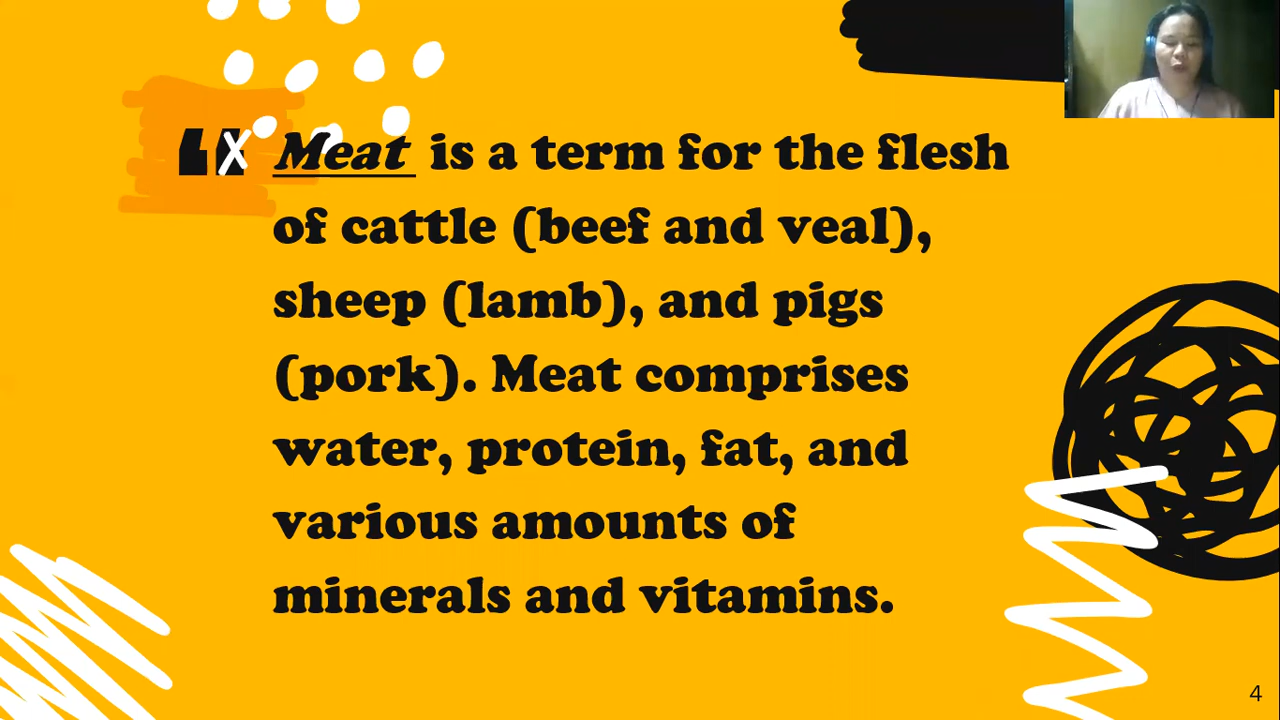 Meat is a term for the flesh
of cattle (beef and veal),
sheep (lamb), and pigs
(pork). Meat comprises
water, protein, fat, and
various amounts of
minerals and vitamins.
4